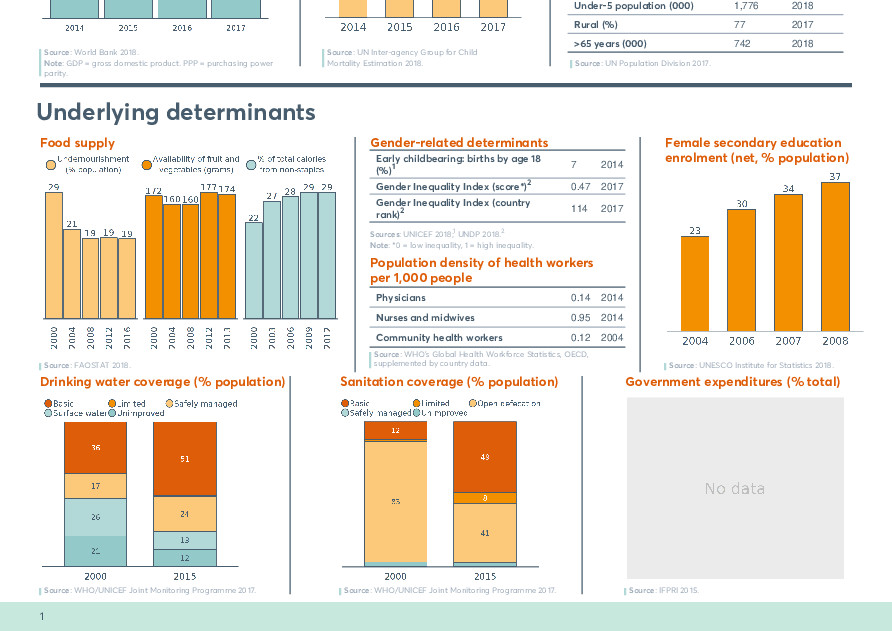 2014 2015 2016 2017
Source: World Bank 2018.
Note: GDP = gross domestic product. PPP = purchasing power
parity.
2014 2015 2016 2017
Source: UN Inter-agency Group for Child
Mortality Estimation 2018.
Under-5 population (000) 1,776 2018
Rural (%) 77 2017
>65 years (000) 742 2018
Source: UN Population Division 2017.
Underlying determinants
Food supply
Undernourishment
(% population)
Availability of fruit and
vegetables (grams)
% of total calories
from non-staples
29 21 19 19 19
172 160 160 177 174
22 27 28 29 29
2000 2004 2008 2012 2016
2000 2004 2008 2012 2013
2000 2003 2006 2009 2012
Source: FAOSTAT 2018.
Gender-related determinants
Early childbearing: births by age 18
(%)1 7 2014
Gender Inequality Index (score*)2 0.47 2017
Gender Inequality Index (country
rank)2 114 2017
Sources: UNICEF 2018;1 UNDP 2018.2
Note: *0 = low inequality, 1 = high inequality.
Population density of health workers
per 1,000 people
Physicians 0.14 2014
Nurses and midwives 0.95 2014
Community health workers 0.12 2004
Source: WHO's Global Health Workforce Statistics, OECD,
supplemented by country data.
Female secondary education
enrolment (net, % population)
23 30 34 37
2004 2006 2007 2008
Source: UNESCO Institute for Statistics 2018.
Drinking water coverage (% population)
Basic Limited Safely managed
Surface water Unimproved
36 17 26 21
51 24 13 12
2000 2015
Source: WHO/UNICEF Joint Monitoring Programme 2017.
Sanitation coverage (% population)
Basic Limited Open defecation
Safely managed Unimproved
12 83
49 8 41
2000 2015
Source: WHO/UNICEF Joint Monitoring Programme 2017.
Government expenditures (% total)
No data
Source: IFPRI 2015.
1